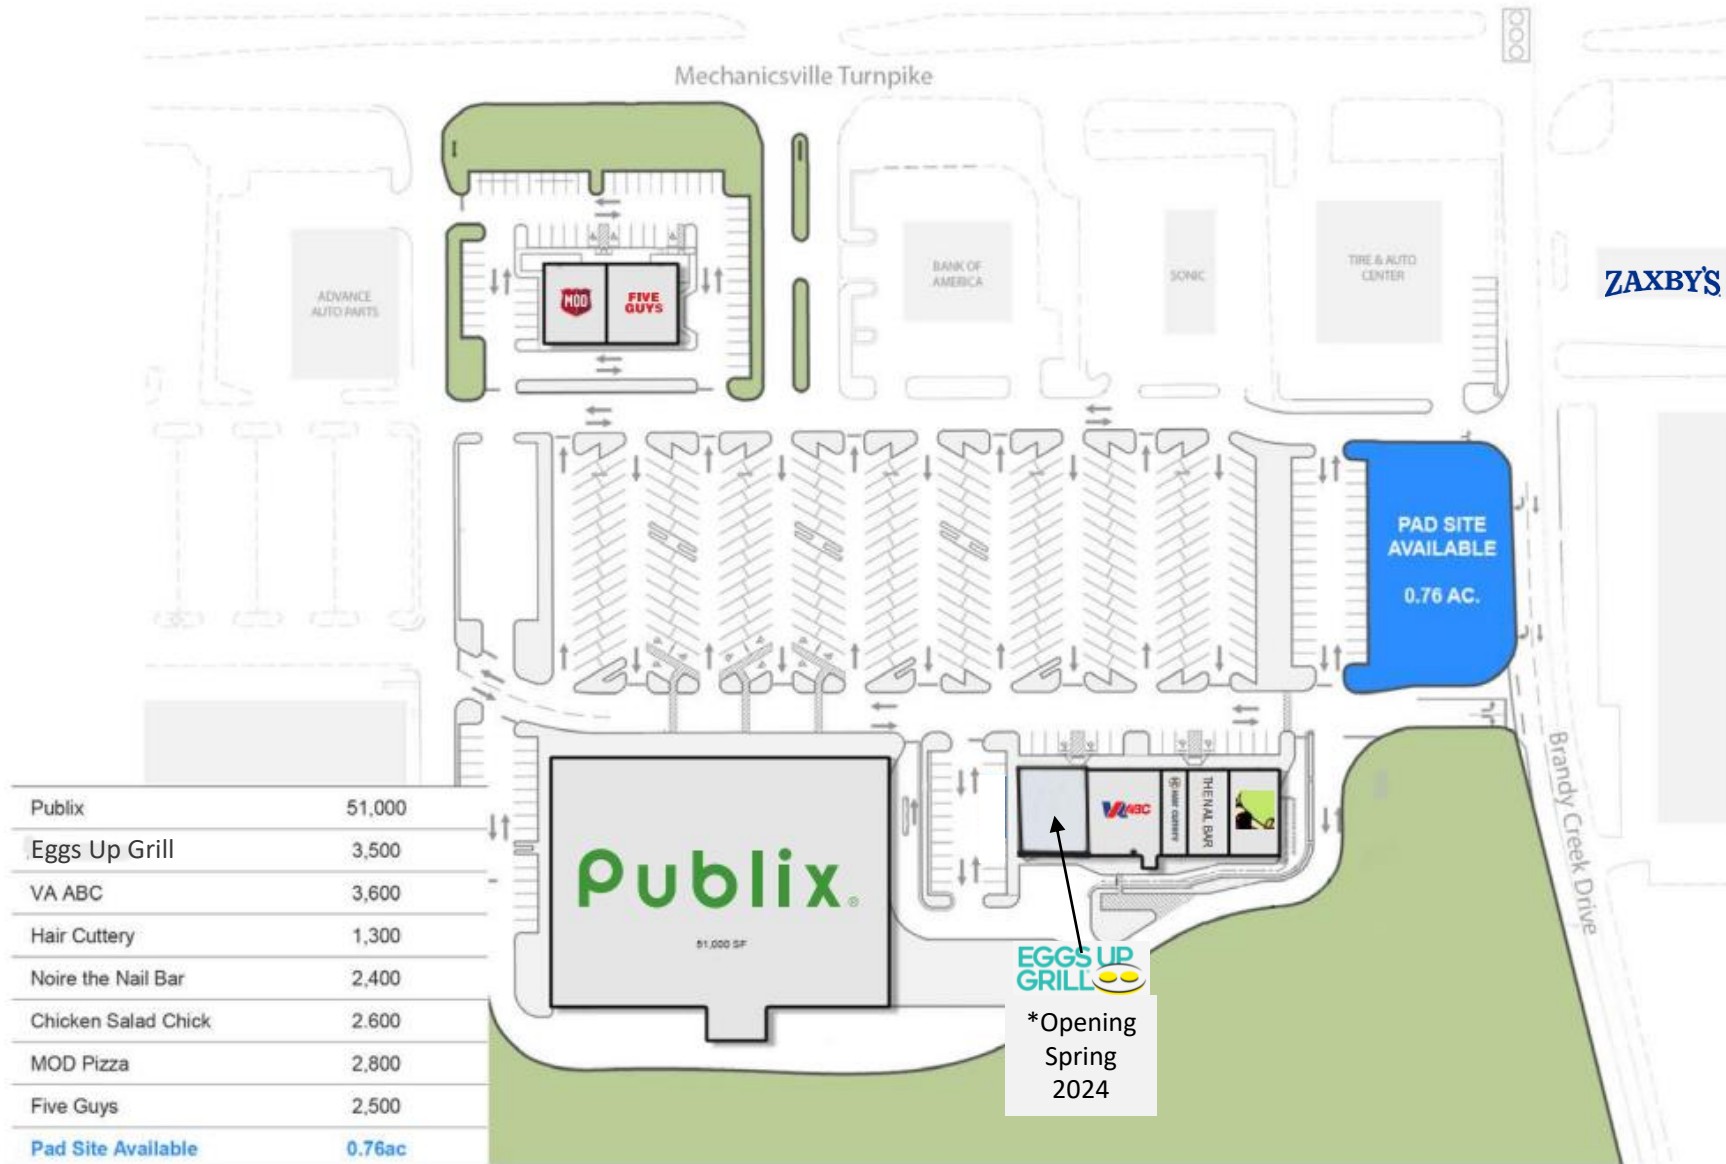 Mechanicsville Turnpike
ADVANCE
AUTO PARTS
MOD
FIVE
GUYS
BANK OF
AMERICA
SONIC
TIRE & AUTO
CENTER
ZAXBY'S
PAD SITE
AVAILABLE
0.76 AC.
Brandy Creek Drive
Publix®
51,000 SF
VA ABC
HC HAIR CUTTERY
THE NAIL BAR
EGGS UP
GRILL
*Opening
Spring
2024
Publix 51,000
Eggs Up Grill 3,500
VA ABC 3,600
Hair Cuttery 1,300
Noire the Nail Bar 2,400
Chicken Salad Chick 2.600
MOD Pizza 2,800
Five Guys 2,500
Pad Site Available 0.76ac